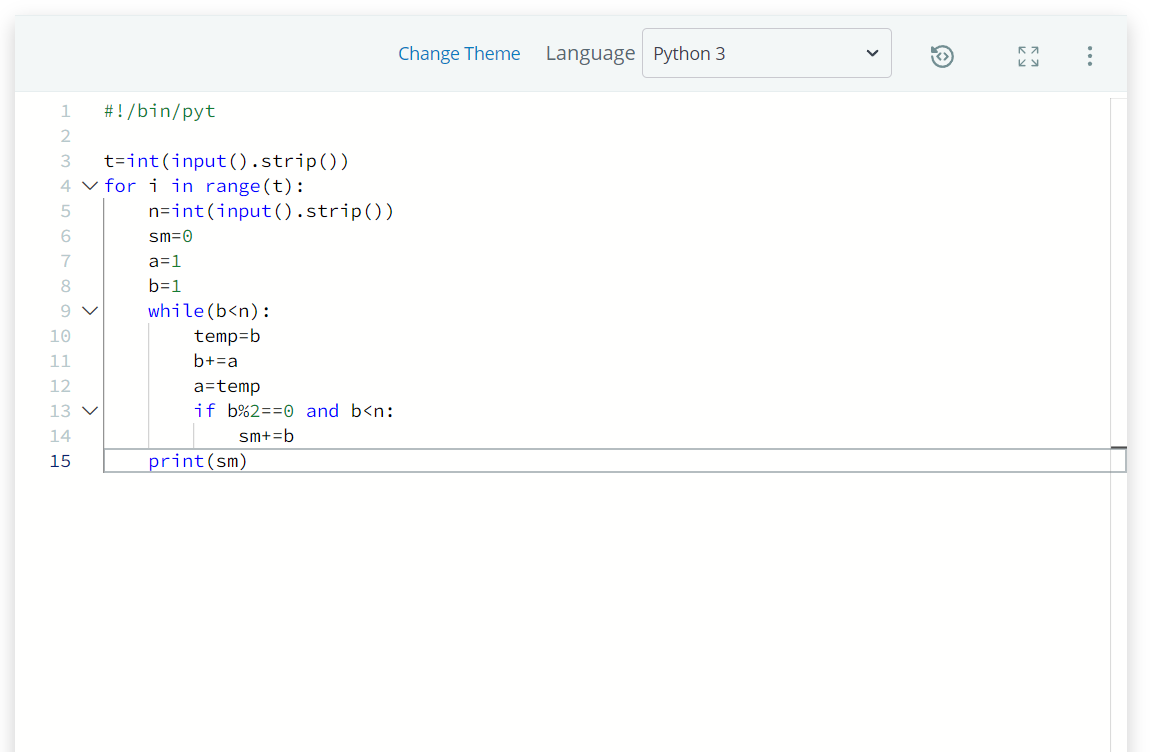 Change Theme Language Python 3
1 #!/bin/pyt
2
3 t=int(input().strip())
4 for i in range(t):
5     n=int(input().strip())
6     sm=0
7     a=1
8     b=1
9     while(b<n):
10         temp=b
11         b+=a
12         a=temp
13         if b%2==0 and b<n:
14             sm+=b
15     print(sm)